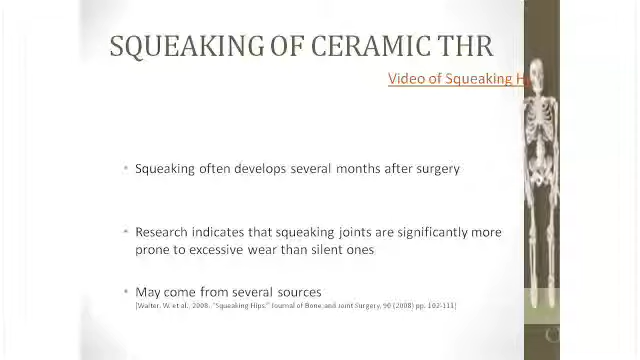 SQUEAKING OF CERAMIC THR
Video of Squeaking H
• Squeaking often develops several months after surgery
• Research indicates that squeaking joints are significantly more
prone to excessive wear than silent ones
• May come from several sources
[Walter, W. et al., 2008. "Squeaking Hips." Journal of Bone and Joint Surgery, 90 (2008) pp. 102-111]